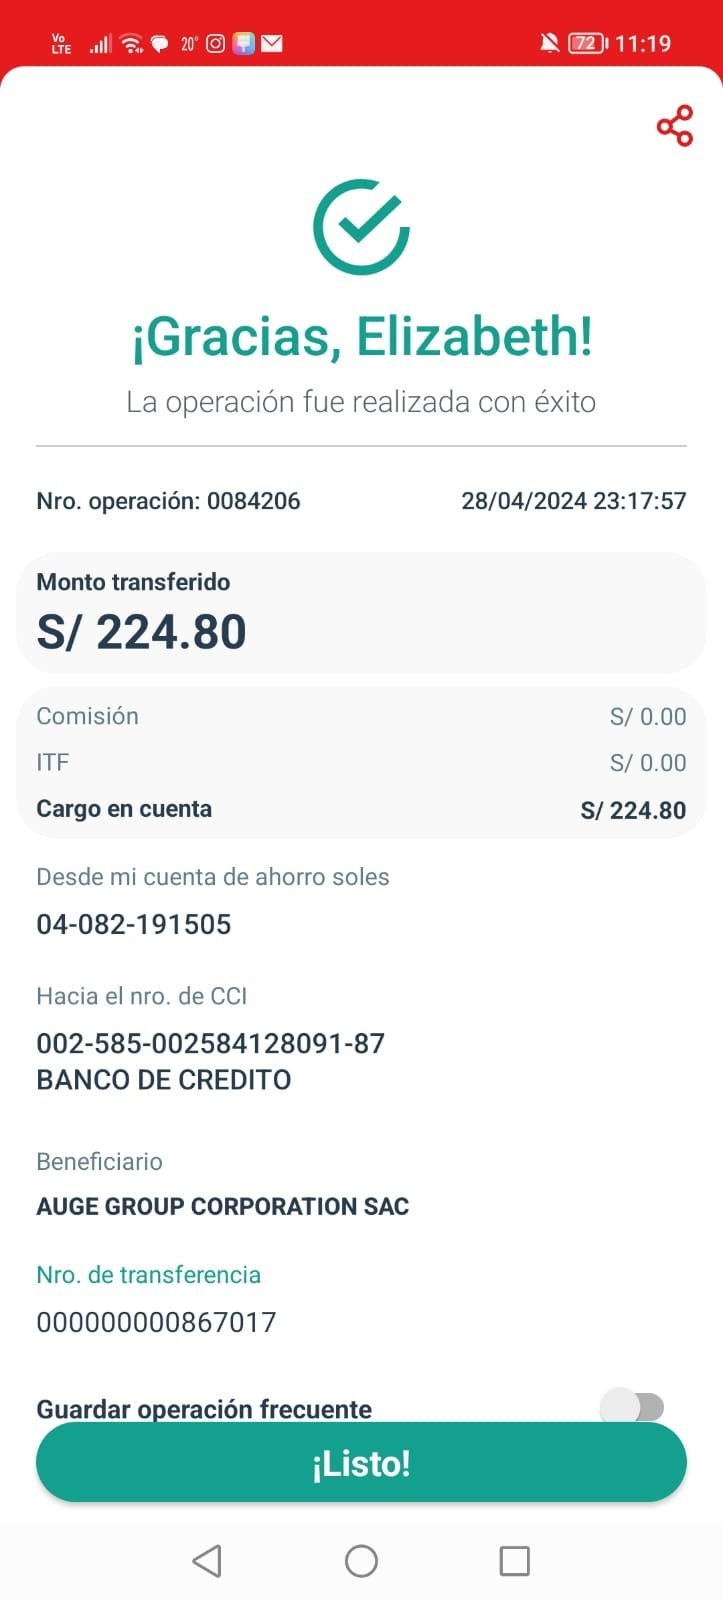 Vo LTE 20° 72 11:19
¡Gracias, Elizabeth!
La operación fue realizada con éxito
Nro. operación: 0084206 28/04/2024 23:17:57
Monto transferido
S/ 224.80
Comisión S/ 0.00
ITF S/ 0.00
Cargo en cuenta S/ 224.80
Desde mi cuenta de ahorro soles
04-082-191505
Hacia el nro. de CCI
002-585-002584128091-87
BANCO DE CREDITO
Beneficiario
AUGE GROUP CORPORATION SAC
Nro. de transferencia
000000000867017
Guardar operación frecuente
¡Listo!